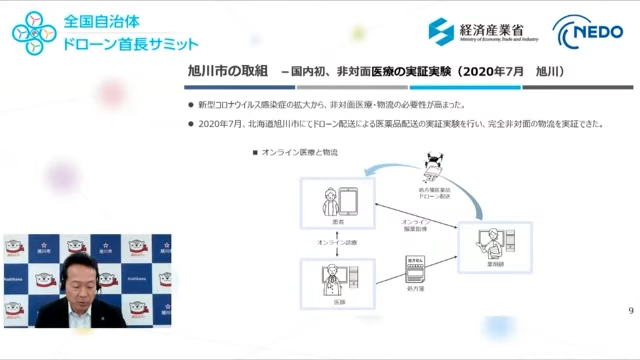 全国自治体
ドローン首長サミット
経済産業省
Ministry of Economy, Trade and Industry
NEDO
旭川市の取組 －国内初、非対面医療の実証実験（2020年7月 旭川）
● 新型コロナウイルス感染症の拡大から、非対面医療・物流の必要性が高まった。
● 2020年7月、北海道旭川市にてドローン配送による医薬品配送の実証実験を行い、完全非対面の物流を実証できた。
■ オンライン医療と物流
処方箋医薬品
ドローン配送
患者
オンライン
服薬指導
オンライン診療
薬剤師
処方せん
処方箋
医師
旭川市
9